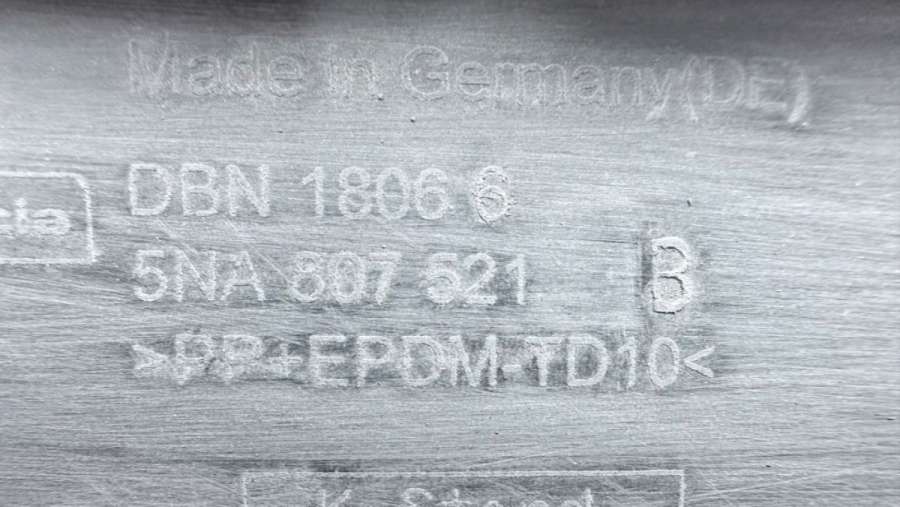 Made in Germany(DE)
DBN 1806 6
5NA 807 521 B
>PP+EPDM-TD10<